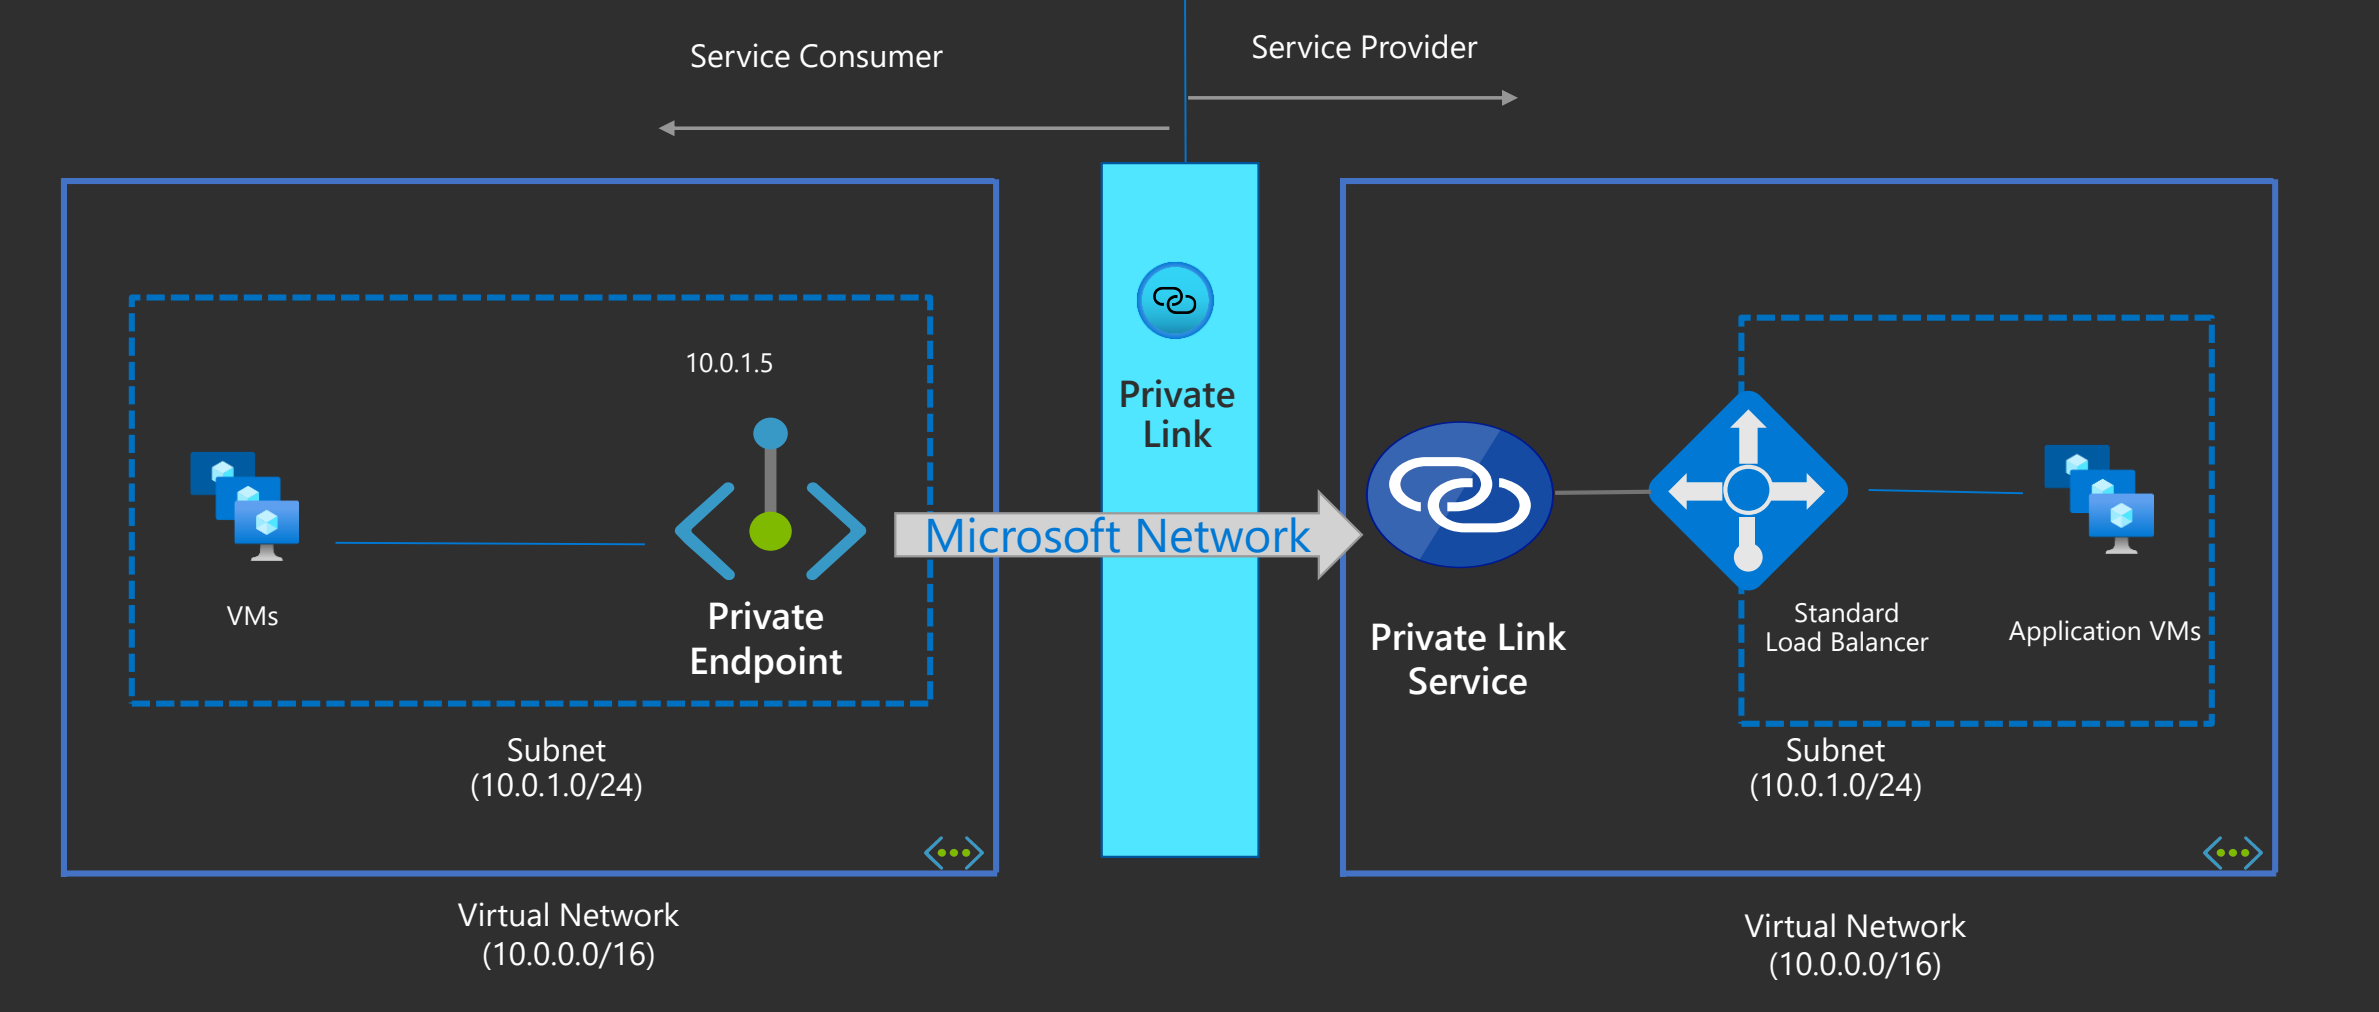 Service Consumer
Service Provider
10.0.1.5
VMs
Private
Endpoint
Subnet
(10.0.1.0/24)
Virtual Network
(10.0.0.0/16)
Private
Link
Microsoft Network
Private Link
Service
Standard
Load Balancer
Application VMs
Subnet
(10.0.1.0/24)
Virtual Network
(10.0.0.0/16)